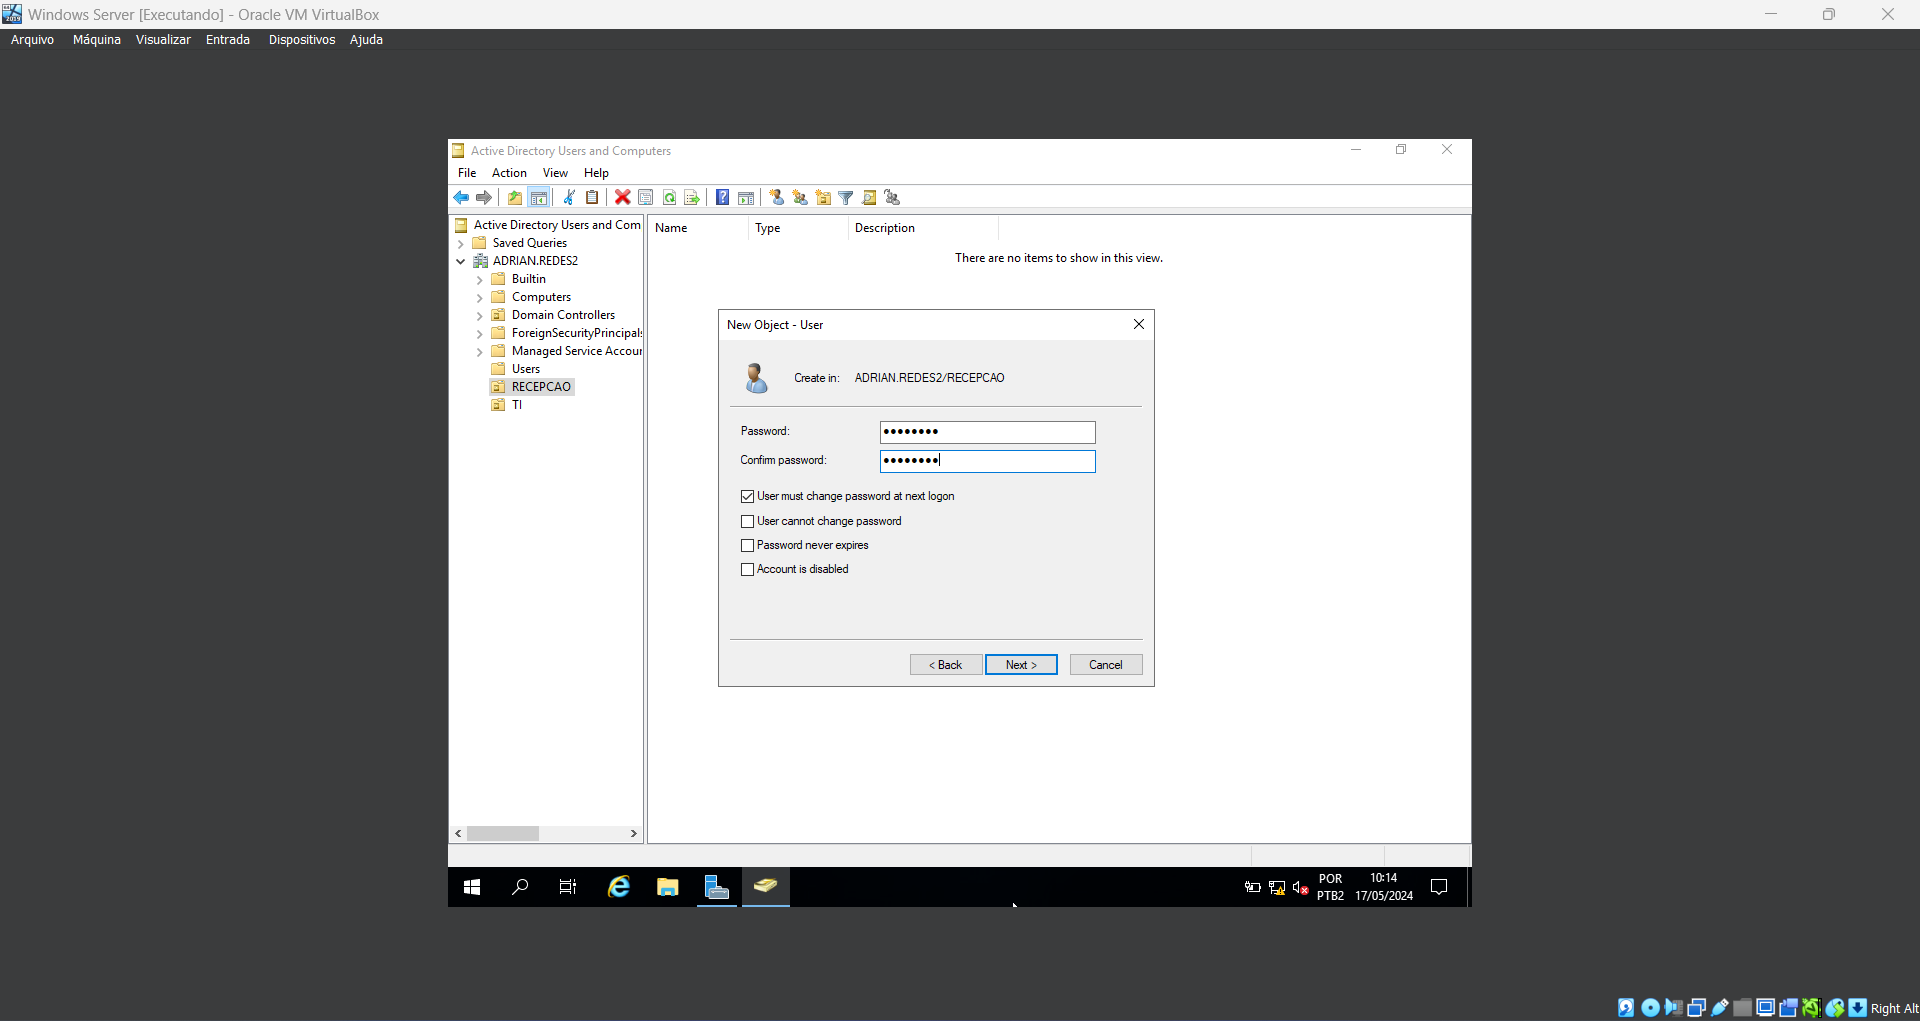 Windows Server [Executando] - Oracle VM VirtualBox
Arquivo Máquina Visualizar Entrada Dispositivos Ajuda
Active Directory Users and Computers
File Action View Help
Active Directory Users and Com
Saved Queries
ADRIAN.REDES2
Builtin
Computers
Domain Controllers
ForeignSecurityPrincipals
Managed Service Accour
Users
RECEPCAO
TI
Name Type Description
There are no items to show in this view.
New Object - User
Create in: ADRIAN.REDES2/RECEPCAO
Password: ••••••••
Confirm password: ••••••••
User must change password at next logon
User cannot change password
Password never expires
Account is disabled
< Back Next > Cancel
POR 10:14
PTB2 17/05/2024
Right Alt